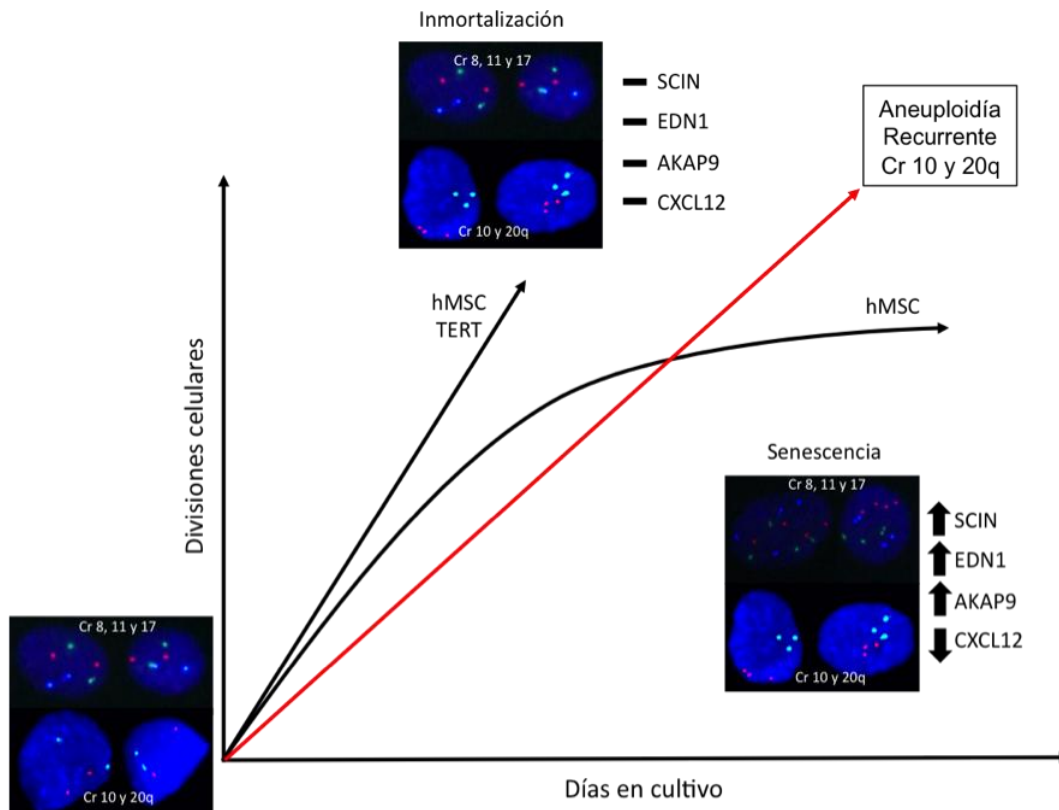 Inmortalización
Cr 8, 11 y 17
Cr 10 y 20q
SCIN
EDN1
AKAP9
CXCL12
Aneuploidía
Recurrente
Cr 10 y 20q
hMSC
TERT
hMSC
Divisiones celulares
Senescencia
Cr 8, 11 y 17
Cr 10 y 20q
SCIN
EDN1
AKAP9
CXCL12
Cr 8, 11 y 17
Cr 10 y 20q
Días en cultivo